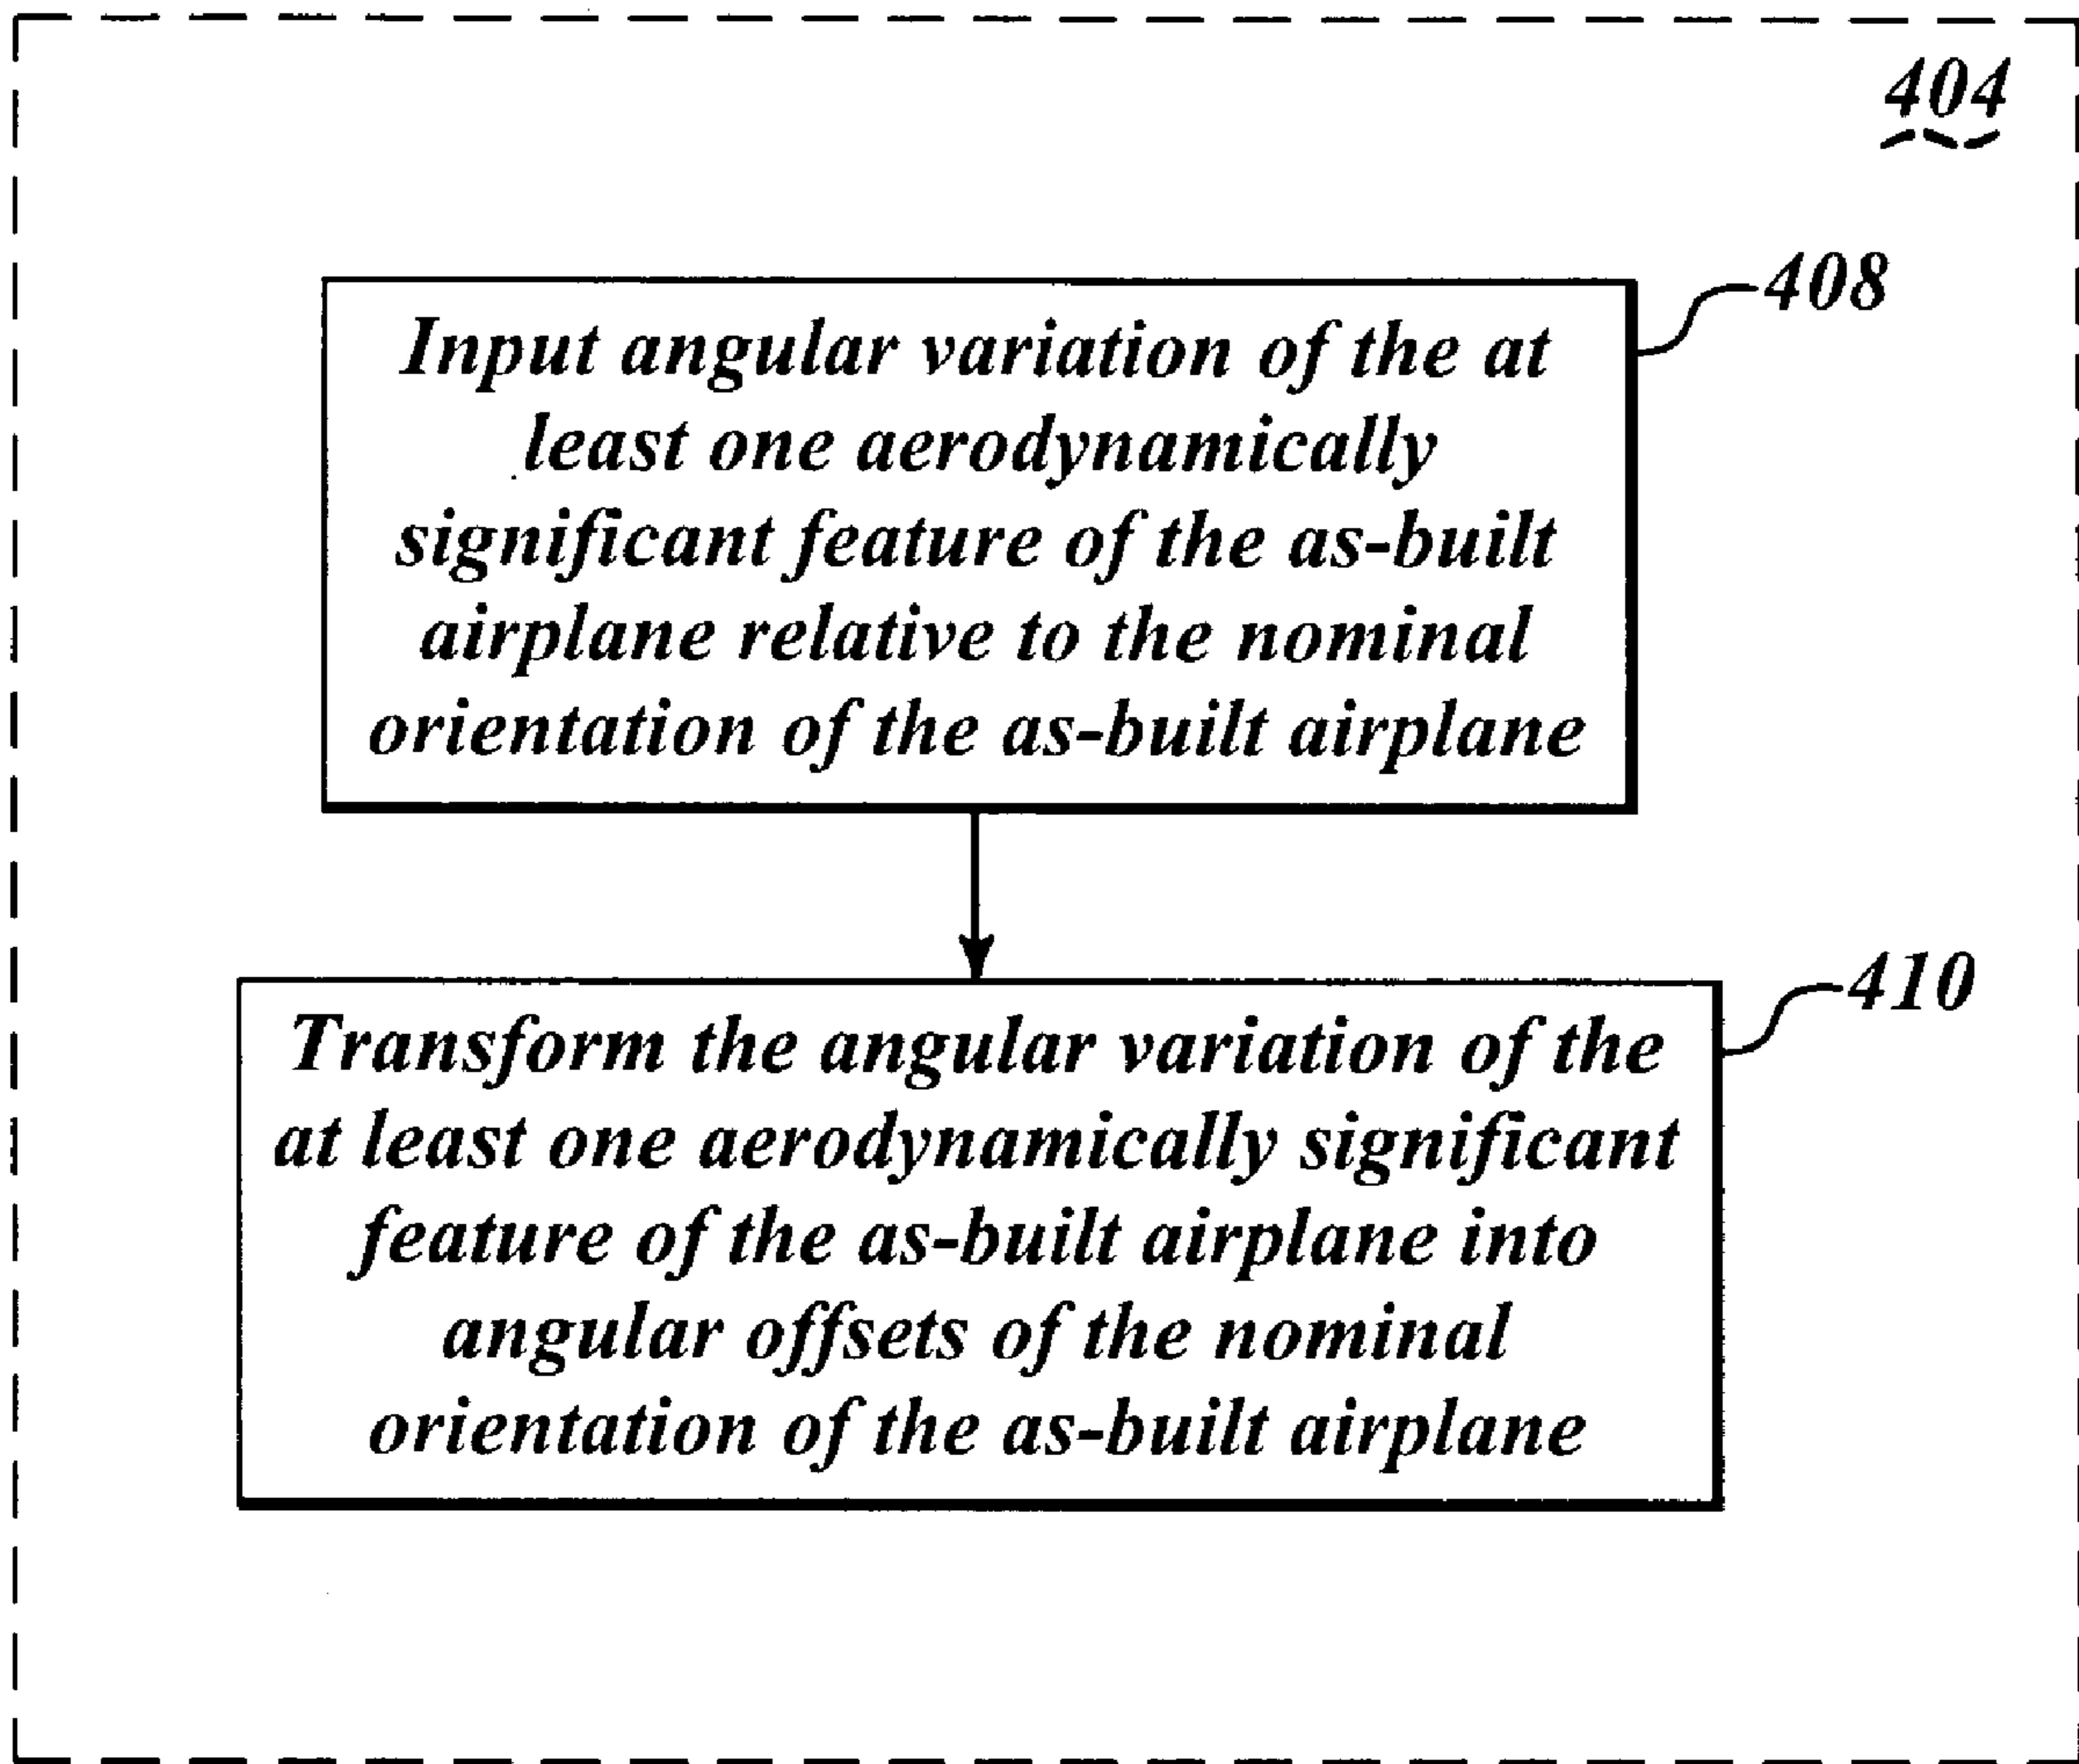 404
408
Input angular variation of the at
least one aerodynamically
significant feature of the as-built
airplane relative to the nominal
orientation of the as-built airplane
410
Transform the angular variation of the
at least one aerodynamically significant
feature of the as-built airplane into
angular offsets of the nominal
orientation of the as-built airplane